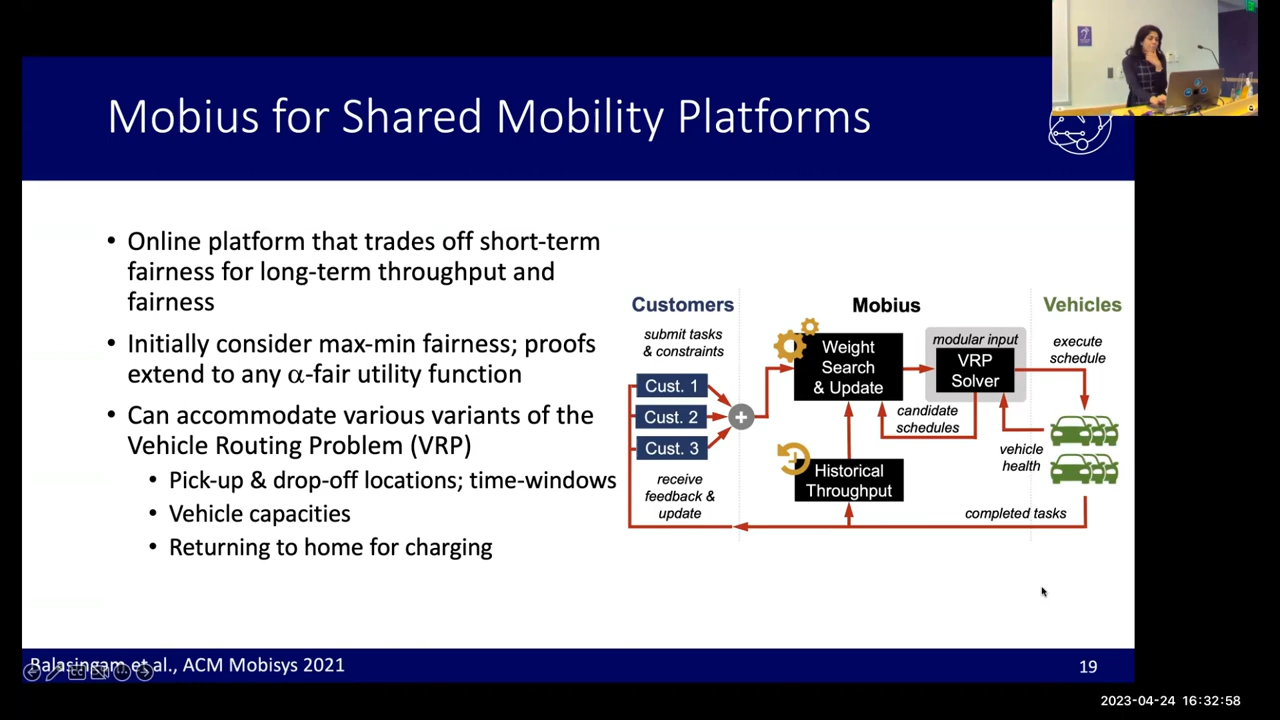 Mobius for Shared Mobility Platforms
• Online platform that trades off short-term
fairness for long-term throughput and
fairness
• Initially consider max-min fairness; proofs
extend to any α-fair utility function
• Can accommodate various variants of the
Vehicle Routing Problem (VRP)
• Pick-up & drop-off locations; time-windows
• Vehicle capacities
• Returning to home for charging
Customers
submit tasks
& constraints
Cust. 1
Cust. 2
Cust. 3
+
receive
feedback &
update
Mobius
Weight
Search
& Update
modular input
VRP
Solver
candidate
schedules
Historical
Throughput
Vehicles
execute
schedule
vehicle
health
completed tasks
Balasingam et al., ACM Mobisys 2021
19
2023-04-24 16:32:58